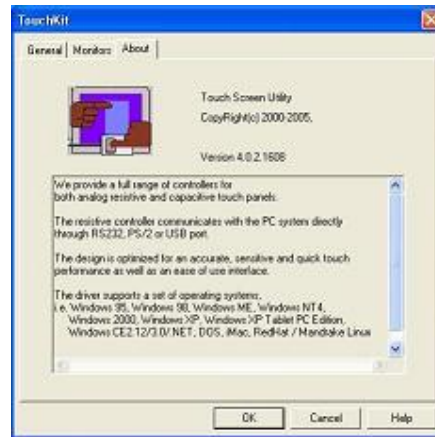 TouchKit
General Monitors About
Touch Screen Utility
CopyRight(c) 2000-2005,
Version 4.0.2.1608
We provide a full range of controllers for
both analog resistive and capacitive touch panels.
The resistive controller communicates with the PC system directly
through RS232, PS/2 or USB port.
The design is optimized for an accurate, sensitive and quick touch
performance as well as an ease of use interlace.
The driver supports a set of operating systems,
i.e. Windows 95, Windows 98, Windows ME, Windows NT4,
Windows 2000, Windows XP, Windows XP Tablet PC Edition,
Windows CE2.12/3.0/.NET, DOS, iMac, RedHat / Mandrake Linux
OK Cancel Help